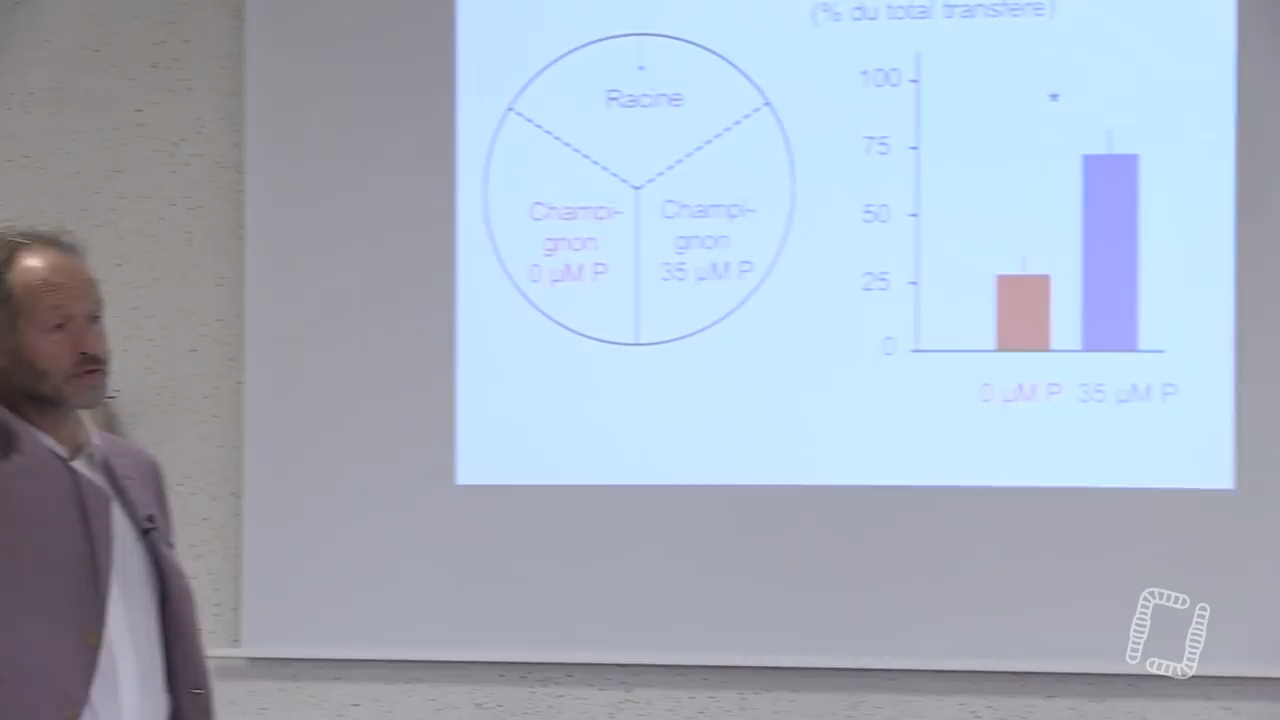 (% du total transféré)
Racine
Champi-
gnon
0 µM P
Champi-
gnon
35 µM P
100
75
50
25
0
*
0 µM P 35 µM P